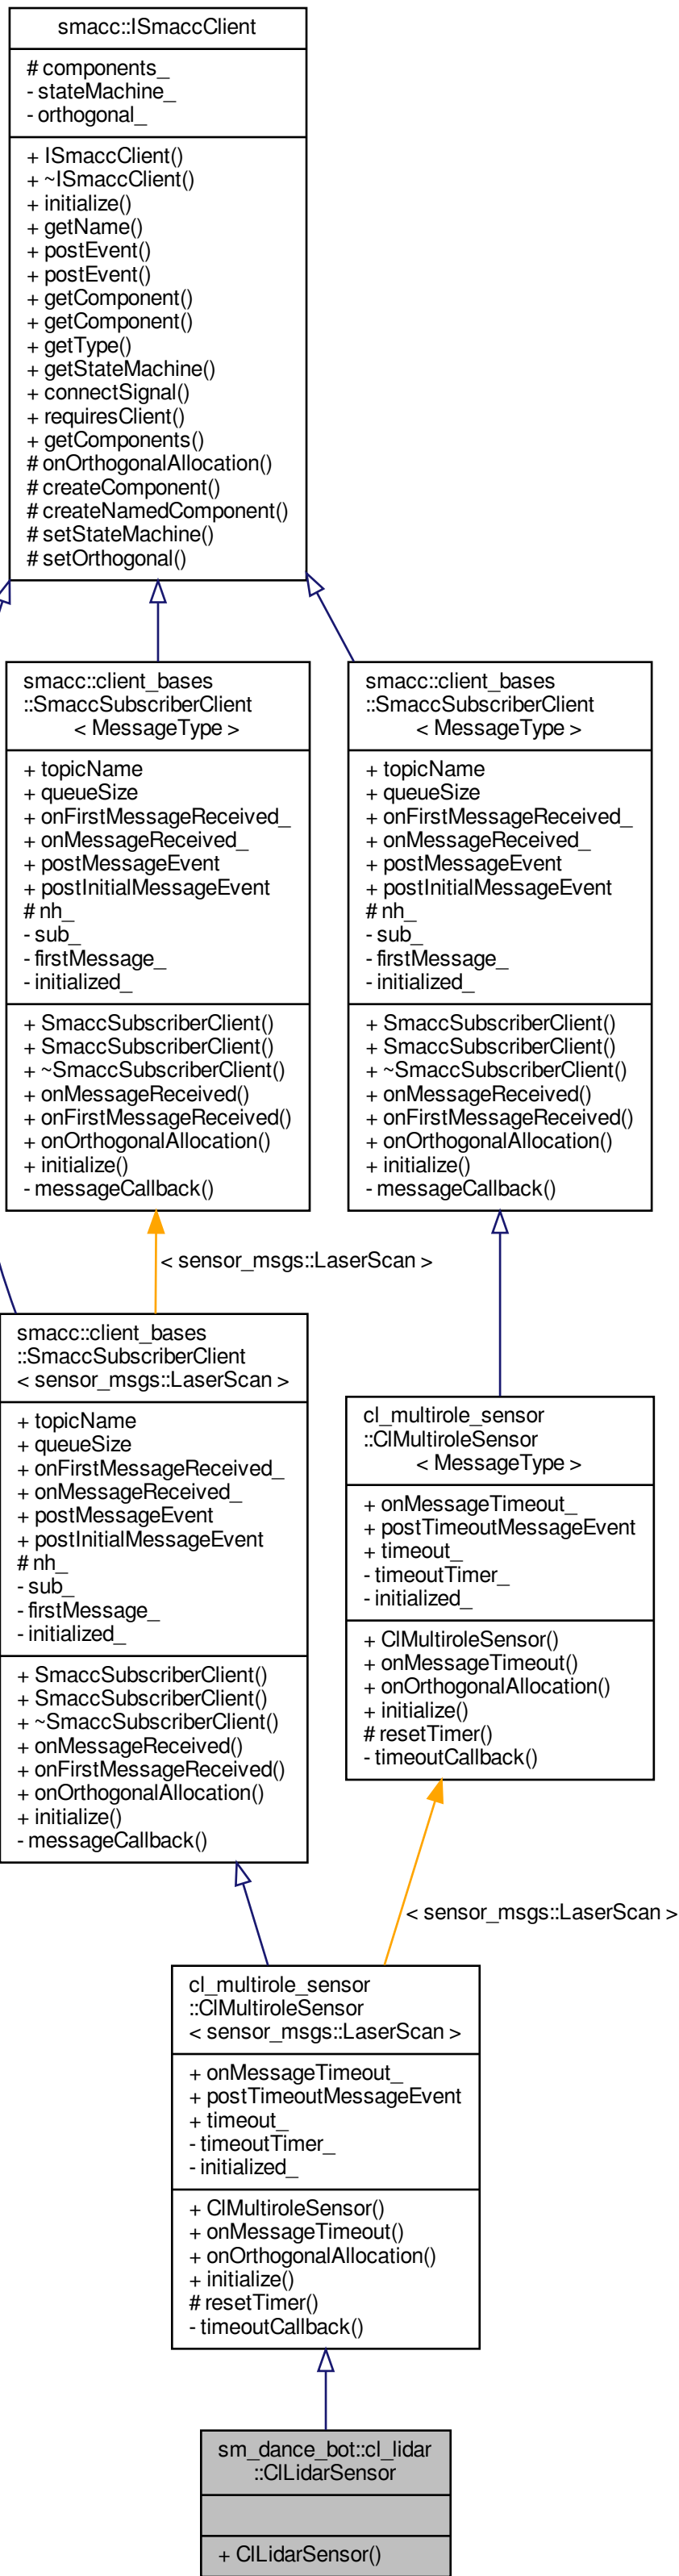 smacc::ISmaccClient
# components_
- stateMachine_
- orthogonal_
+ ISmaccClient()
+ ~ISmaccClient()
+ initialize()
+ getName()
+ postEvent()
+ postEvent()
+ getComponent()
+ getComponent()
+ getType()
+ getStateMachine()
+ connectSignal()
+ requiresClient()
+ getComponents()
# onOrthogonalAllocation()
# createComponent()
# createNamedComponent()
# setStateMachine()
# setOrthogonal()
smacc::client_bases
::SmaccSubscriberClient
< MessageType >
+ topicName
+ queueSize
+ onFirstMessageReceived_
+ onMessageReceived_
+ postMessageEvent
+ postInitialMessageEvent
# nh_
- sub_
- firstMessage_
- initialized_
+ SmaccSubscriberClient()
+ SmaccSubscriberClient()
+ ~SmaccSubscriberClient()
+ onMessageReceived()
+ onFirstMessageReceived()
+ onOrthogonalAllocation()
+ initialize()
- messageCallback()
smacc::client_bases
::SmaccSubscriberClient
< MessageType >
+ topicName
+ queueSize
+ onFirstMessageReceived_
+ onMessageReceived_
+ postMessageEvent
+ postInitialMessageEvent
# nh_
- sub_
- firstMessage_
- initialized_
+ SmaccSubscriberClient()
+ SmaccSubscriberClient()
+ ~SmaccSubscriberClient()
+ onMessageReceived()
+ onFirstMessageReceived()
+ onOrthogonalAllocation()
+ initialize()
- messageCallback()
< sensor_msgs::LaserScan >
smacc::client_bases
::SmaccSubscriberClient
< sensor_msgs::LaserScan >
+ topicName
+ queueSize
+ onFirstMessageReceived_
+ onMessageReceived_
+ postMessageEvent
+ postInitialMessageEvent
# nh_
- sub_
- firstMessage_
- initialized_
+ SmaccSubscriberClient()
+ SmaccSubscriberClient()
+ ~SmaccSubscriberClient()
+ onMessageReceived()
+ onFirstMessageReceived()
+ onOrthogonalAllocation()
+ initialize()
- messageCallback()
cl_multirole_sensor
::ClMultiroleSensor
< MessageType >
+ onMessageTimeout_
+ postTimeoutMessageEvent
+ timeout_
- timeoutTimer_
- initialized_
+ ClMultiroleSensor()
+ onMessageTimeout()
+ onOrthogonalAllocation()
+ initialize()
# resetTimer()
- timeoutCallback()
< sensor_msgs::LaserScan >
cl_multirole_sensor
::ClMultiroleSensor
< sensor_msgs::LaserScan >
+ onMessageTimeout_
+ postTimeoutMessageEvent
+ timeout_
- timeoutTimer_
- initialized_
+ ClMultiroleSensor()
+ onMessageTimeout()
+ onOrthogonalAllocation()
+ initialize()
# resetTimer()
- timeoutCallback()
sm_dance_bot::cl_lidar
::ClLidarSensor
+ ClLidarSensor()